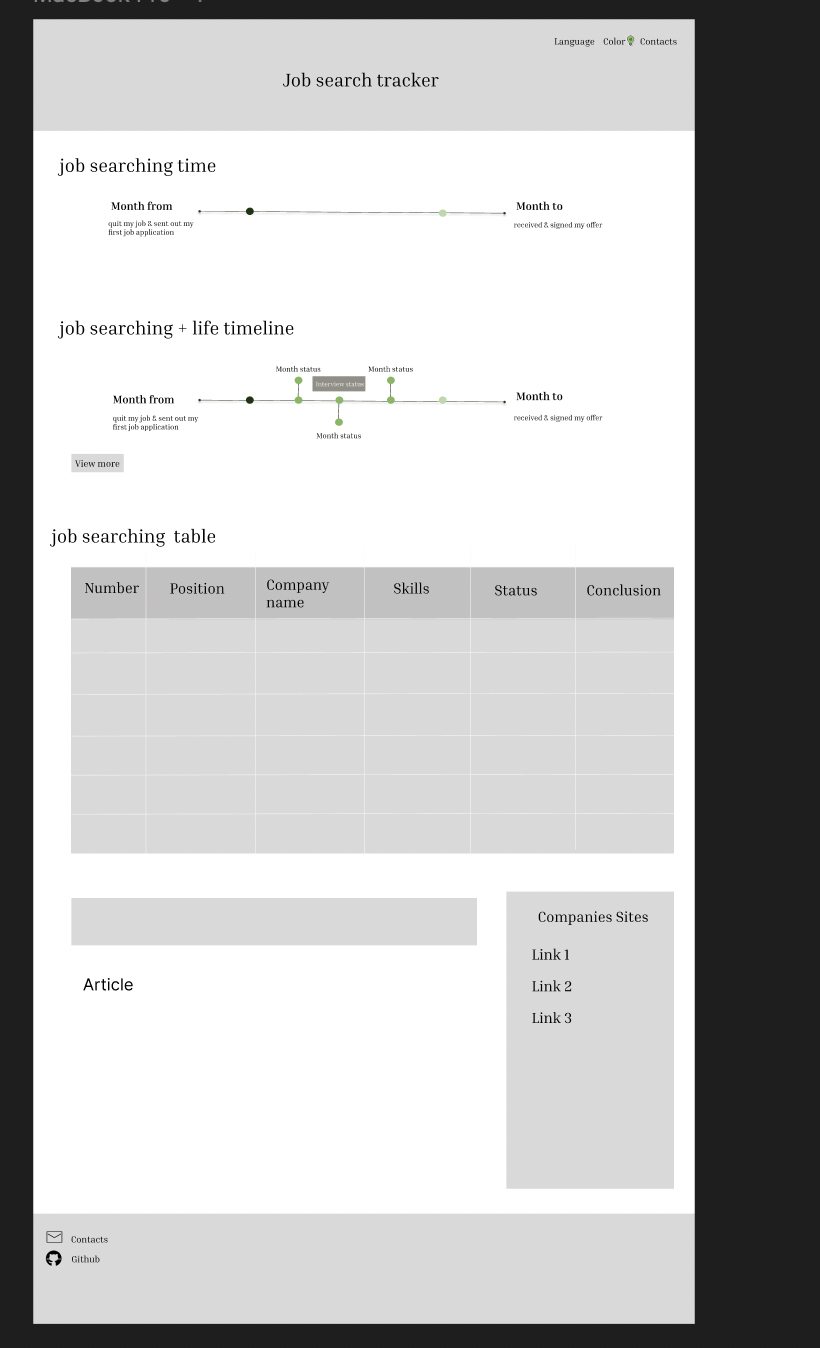 Language Color Contacts
Job search tracker
job searching time
Month from
quit my job & sent out my
first job application
Month to
received & signed my offer
job searching + life timeline
Month status
Month status
Interview status
Month from
quit my job & sent out my
first job application
Month to
received & signed my offer
Month status
View more
job searching table
Number
Position
Company
name
Skills
Status
Conclusion
Companies Sites
Link 1
Link 2
Link 3
Article
Contacts
Github